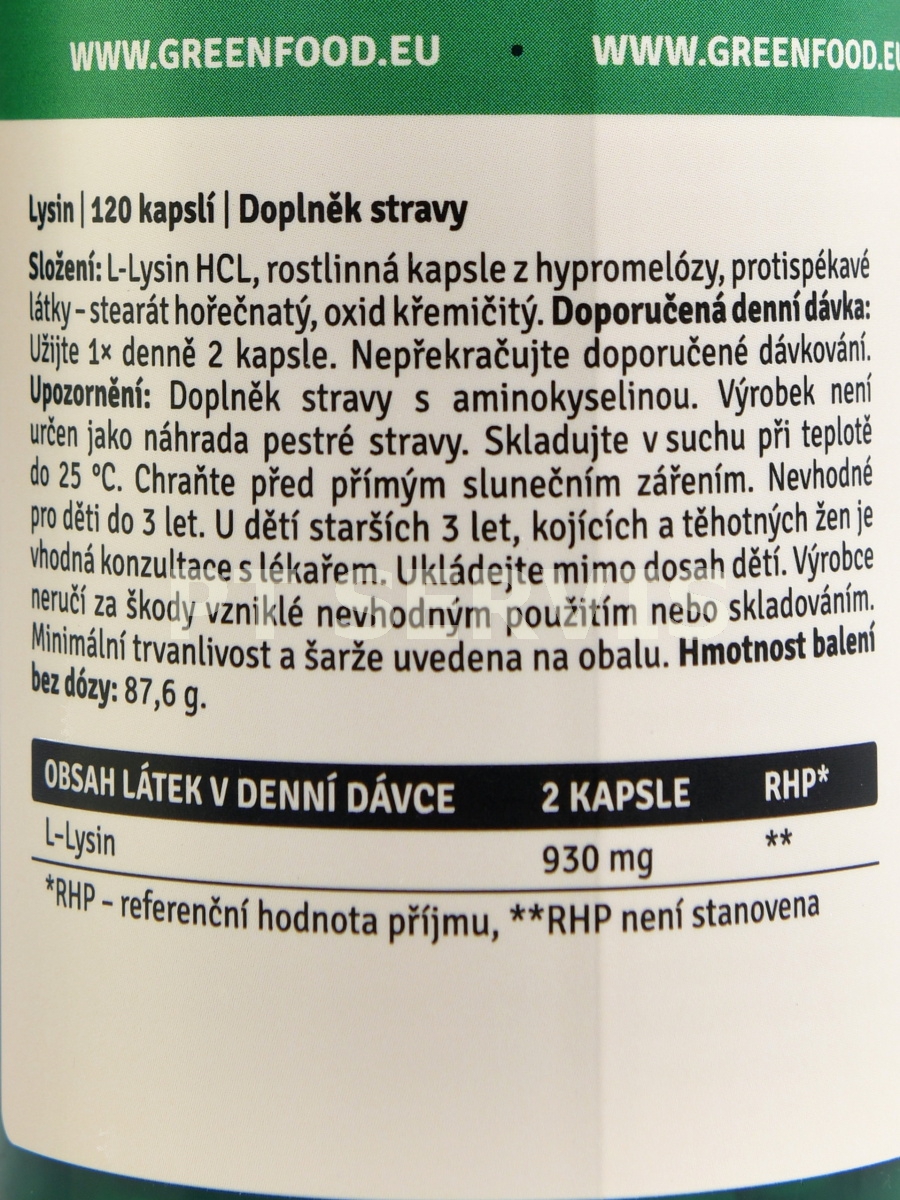 WWW.GREENFOOD.EU • WWW.GREENFOOD.EU
Lysin | 120 kapslí | Doplněk stravy
Složení: L-Lysin HCL, rostlinná kapsle z hypromelózy, protispékavé
látky – stearát hořečnatý, oxid křemičitý. Doporučená denní dávka:
Užijte 1× denně 2 kapsle. Nepřekračujte doporučené dávkování.
Upozornění: Doplněk stravy s aminokyselinou. Výrobek není
určen jako náhrada pestré stravy. Skladujte v suchu při teplotě
do 25 °C. Chraňte před přímým slunečním zářením. Nevhodné
pro děti do 3 let. U dětí starších 3 let, kojících a těhotných žen je
vhodná konzultace s lékařem. Ukládejte mimo dosah dětí. Výrobce
neručí za škody vzniklé nevhodným použitím nebo skladováním.
PT SERVIS
Minimální trvanlivost a šarže uvedena na obalu. Hmotnost balení
bez dózy: 87,6 g.
OBSAH LÁTEK V DENNÍ DÁVCE 2 KAPSLE RHP*
L-Lysin 930 mg **
*RHP – referenční hodnota příjmu, **RHP není stanovena